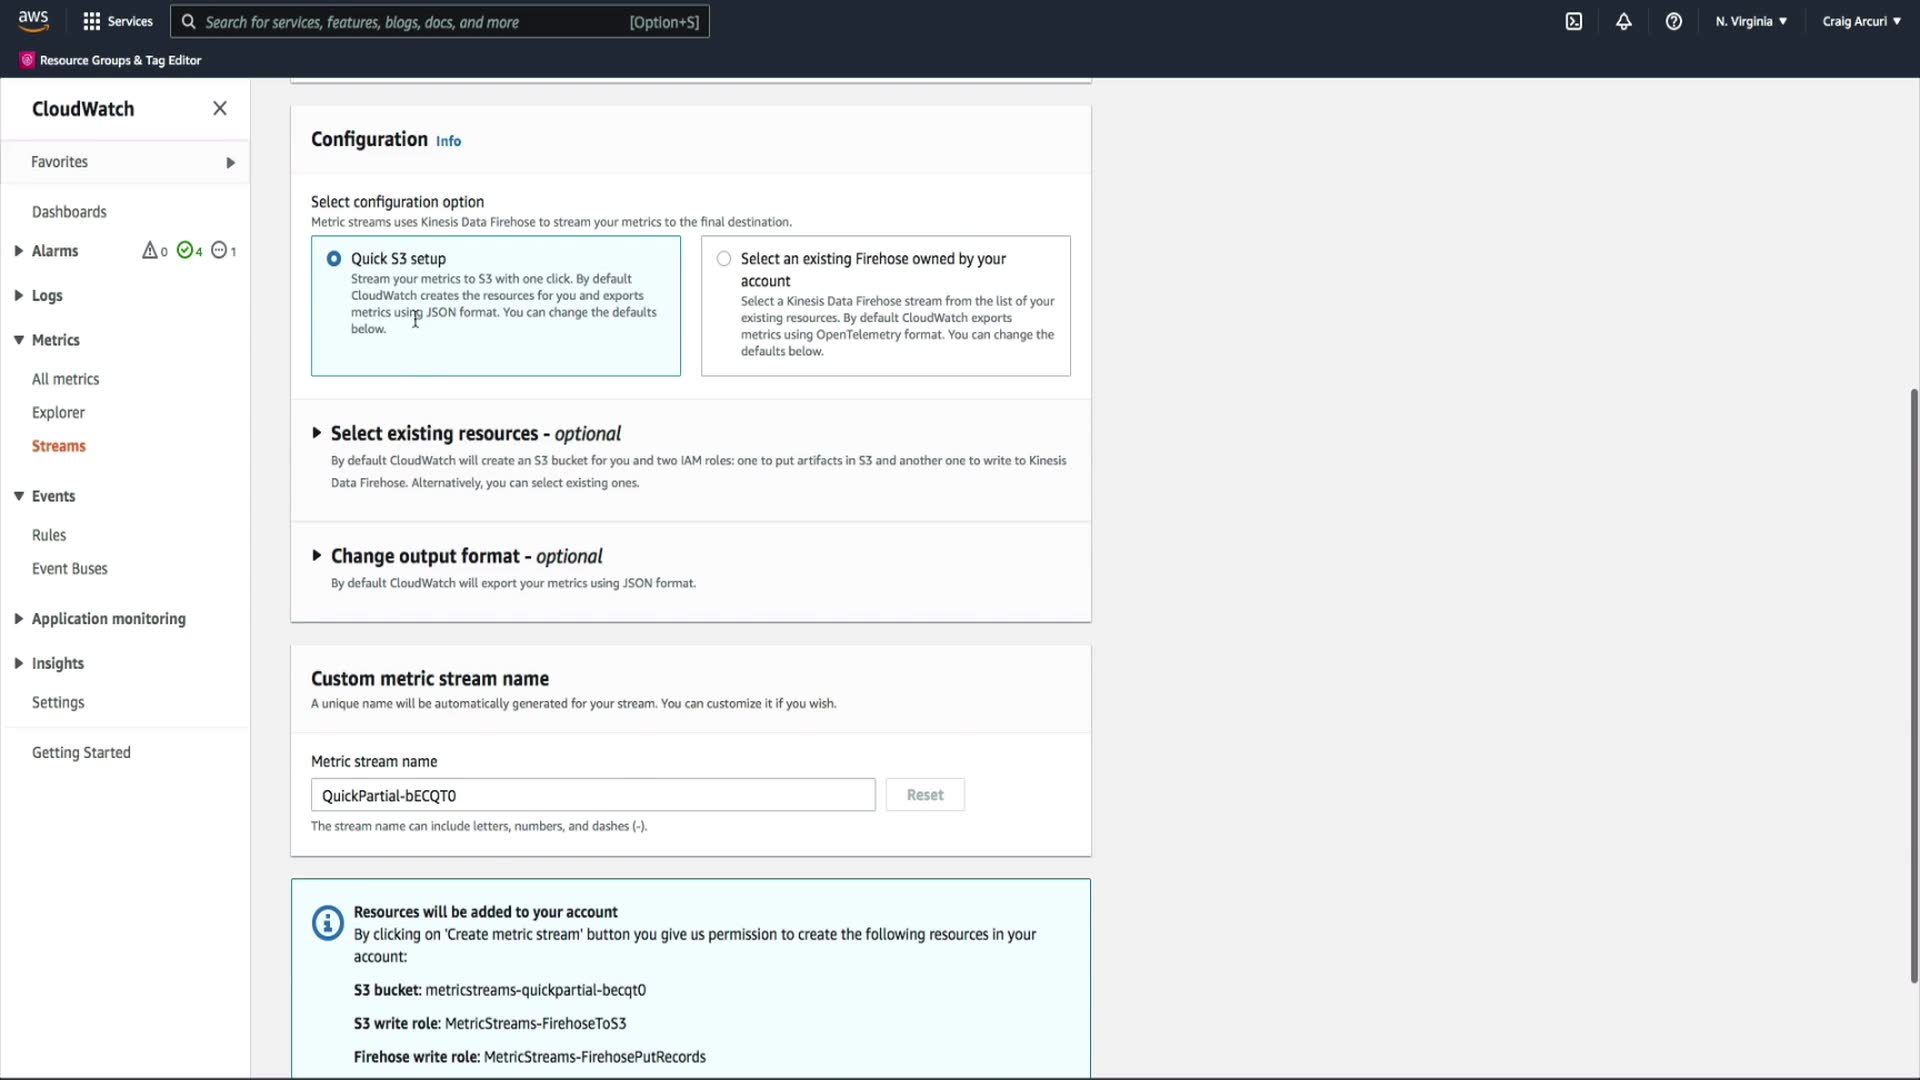 aws
Services
Search for services, features, blogs, docs, and more
[Option+S]
N. Virginia ▼
Craig Arcuri ▼
Resource Groups & Tag Editor
CloudWatch
Favorites
Dashboards
Alarms
0
4
1
Logs
Metrics
All metrics
Explorer
Streams
Events
Rules
Event Buses
Application monitoring
Insights
Settings
Getting Started
Configuration Info
Select configuration option
Metric streams uses Kinesis Data Firehose to stream your metrics to the final destination.
Quick S3 setup
Stream your metrics to S3 with one click. By default
CloudWatch creates the resources for you and exports
metrics using JSON format. You can change the defaults
below.
Select an existing Firehose owned by your
account
Select a Kinesis Data Firehose stream from the list of your
existing resources. By default CloudWatch exports
metrics using OpenTelemetry format. You can change the
defaults below.
Select existing resources - optional
By default CloudWatch will create an S3 bucket for you and two IAM roles: one to put artifacts in S3 and another one to write to Kinesis
Data Firehose. Alternatively, you can select existing ones.
Change output format - optional
By default CloudWatch will export your metrics using JSON format.
Custom metric stream name
A unique name will be automatically generated for your stream. You can customize it if you wish.
Metric stream name
QuickPartial-bECQT0
Reset
The stream name can include letters, numbers, and dashes (-).
Resources will be added to your account
By clicking on 'Create metric stream' button you give us permission to create the following resources in your
account:
S3 bucket: metricstreams-quickpartial-becqt0
S3 write role: MetricStreams-FirehoseToS3
Firehose write role: MetricStreams-FirehosePutRecords